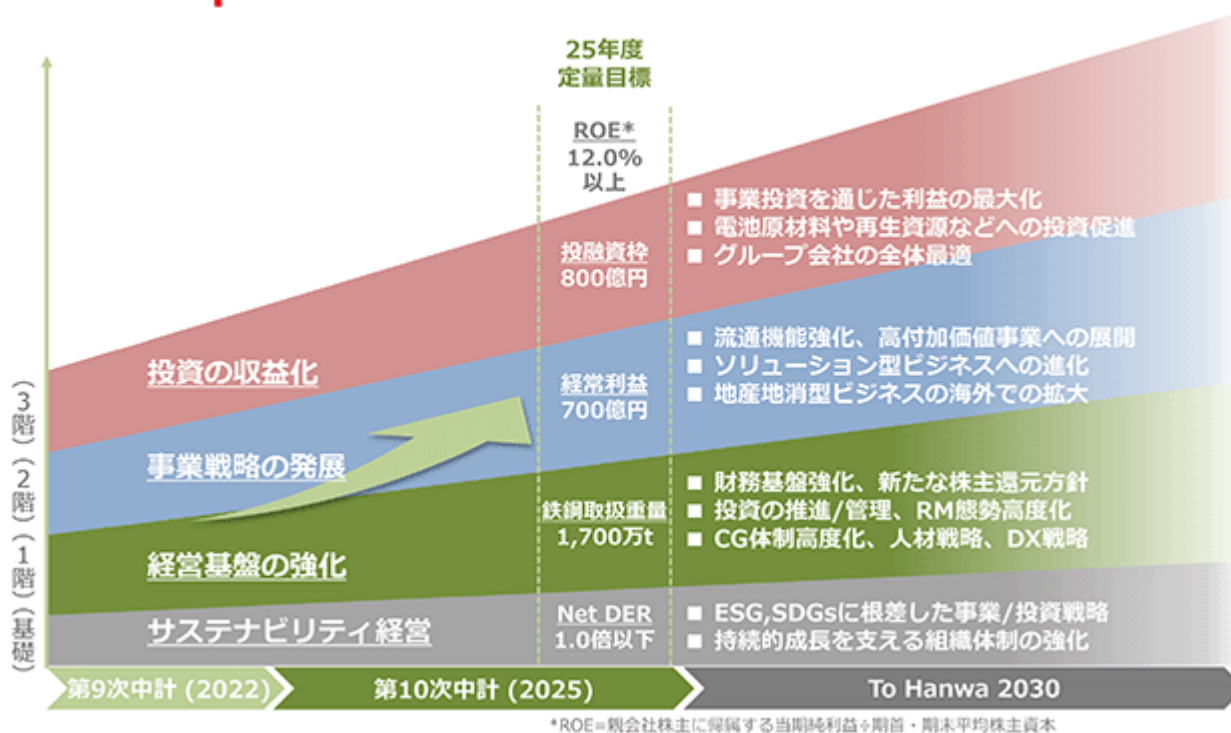 25年度
定量目標
ROE*
12.0%
以上
投融資枠
800億円
経常利益
700億円
鉄鋼取扱重量
1,700万t
Net DER
1.0倍以下
■ 事業投資を通じた利益の最大化
■ 電池原材料や再生資源などへの投資促進
■ グループ会社の全体最適
■ 流通機能強化、高付加価値事業への展開
■ ソリューション型ビジネスへの進化
■ 地産地消型ビジネスの海外での拡大
■ 財務基盤強化、新たな株主還元方針
■ 投資の推進/管理、RM態勢高度化
■ CG体制高度化、人材戦略、DX戦略
■ ESG,SDGsに根差した事業/投資戦略
■ 持続的成長を支える組織体制の強化
(3階)
投資の収益化
(2階)
事業戦略の発展
(1階)
経営基盤の強化
(基礎)
サステナビリティ経営
第9次中計 (2022)
第10次中計 (2025)
To Hanwa 2030
*ROE=親会社株主に帰属する当期純利益÷期首・期末平均株主資本